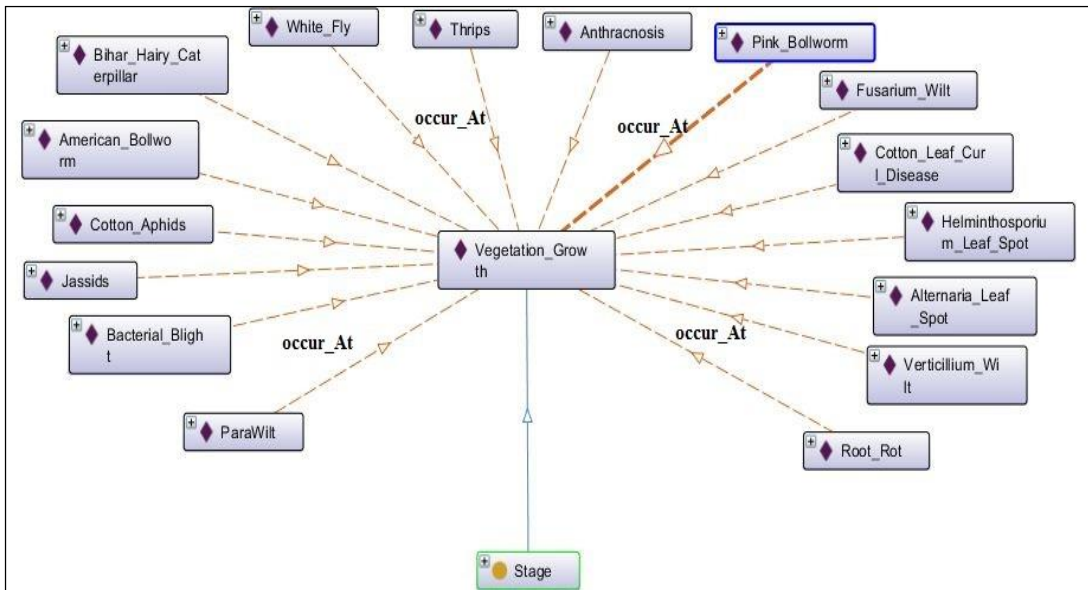 White_Fly
Thrips
Anthracnosis
Pink_Bollworm
Bihar_Hairy_Cat
erpillar
Fusarium_Wilt
occur_At
occur_At
American_Bollwo
rm
Cotton_Leaf_Cur
l_Disease
Cotton_Aphids
Helminthosporiu
m_Leaf_Spot
Vegetation_Grow
th
Jassids
Alternaria_Leaf
_Spot
Bacterial_Bligh
t
occur_At
occur_At
Verticillium_Wi
lt
ParaWilt
Root_Rot
Stage